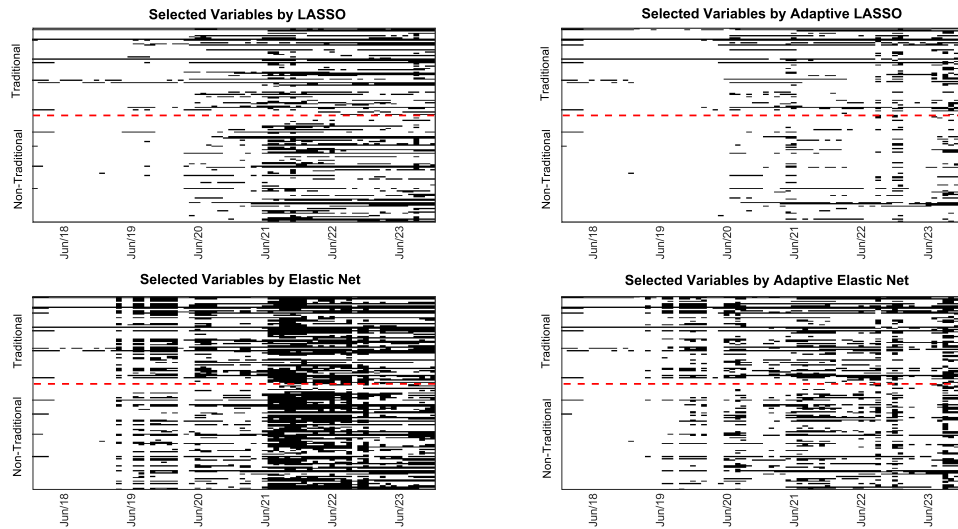 Selected Variables by LASSO
Traditional
Non-Traditional
Jun/18
Jun/19
Jun/20
Jun/21
Jun/22
Jun/23
Selected Variables by Adaptive LASSO
Traditional
Non-Traditional
Jun/18
Jun/19
Jun/20
Jun/21
Jun/22
Jun/23
Selected Variables by Elastic Net
Traditional
Non-Traditional
Jun/18
Jun/19
Jun/20
Jun/21
Jun/22
Jun/23
Selected Variables by Adaptive Elastic Net
Traditional
Non-Traditional
Jun/18
Jun/19
Jun/20
Jun/21
Jun/22
Jun/23